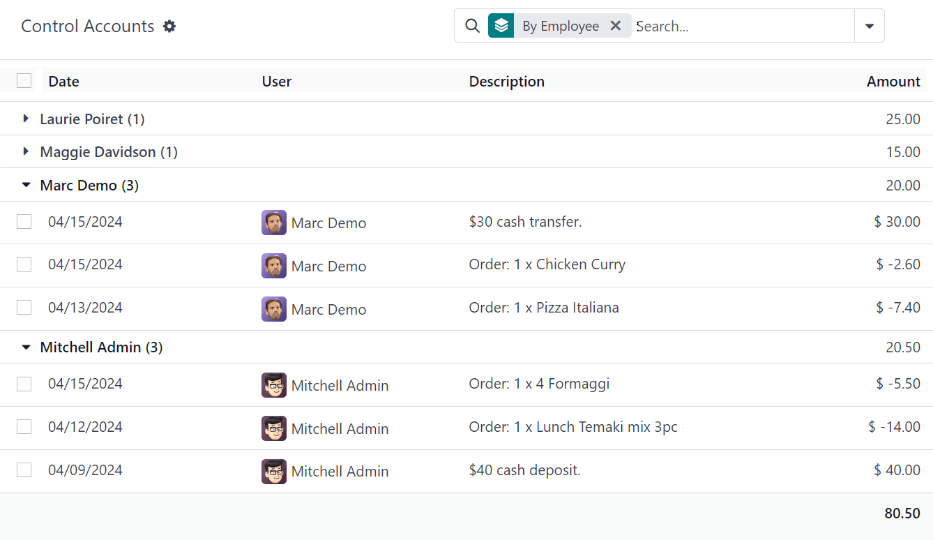 Control Accounts By Employee Search...
Date User Description Amount
Laurie Poiret (1) 25.00
Maggie Davidson (1) 15.00
Marc Demo (3) 20.00
04/15/2024 Marc Demo $30 cash transfer. $ 30.00
04/15/2024 Marc Demo Order: 1 x Chicken Curry $ -2.60
04/13/2024 Marc Demo Order: 1 x Pizza Italiana $ -7.40
Mitchell Admin (3) 20.50
04/15/2024 Mitchell Admin Order: 1 x 4 Formaggi $ -5.50
04/12/2024 Mitchell Admin Order: 1 x Lunch Temaki mix 3pc $ -14.00
04/09/2024 Mitchell Admin $40 cash deposit. $ 40.00
80.50